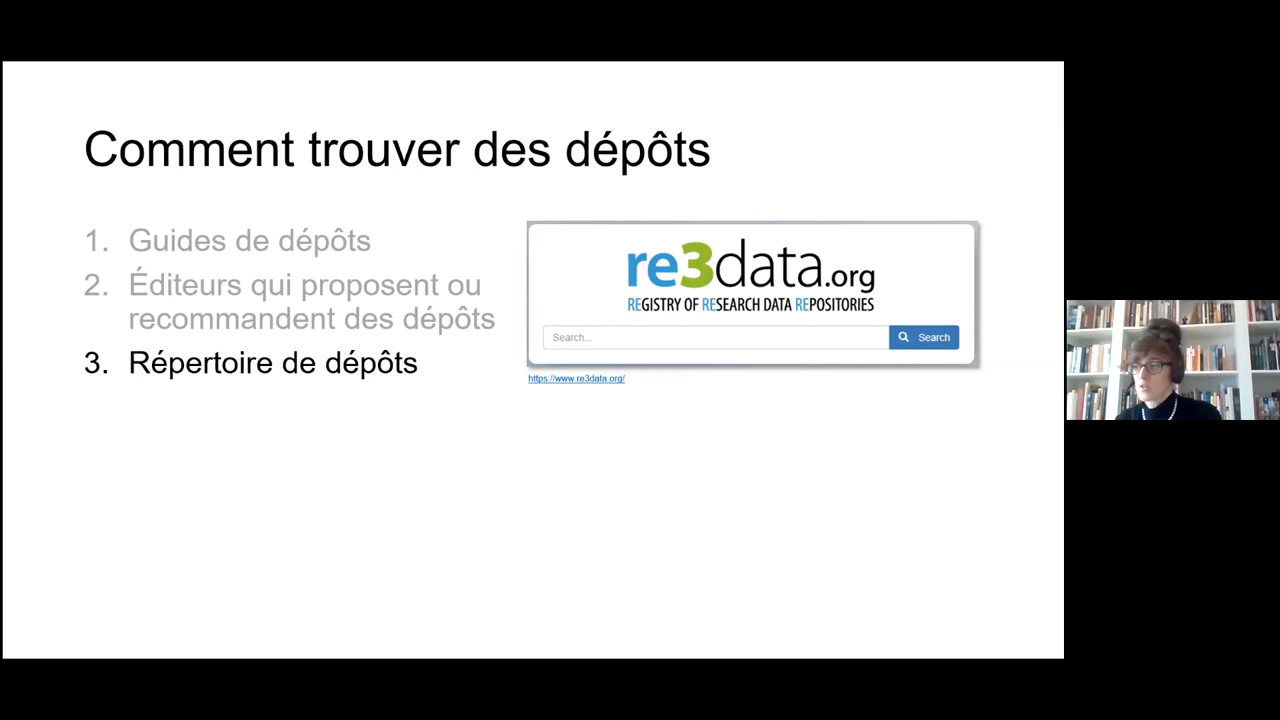 Comment trouver des dépôts
1. Guides de dépôts
2. Éditeurs qui proposent ou
recommandent des dépôts
3. Répertoire de dépôts
re3data.org
REGISTRY OF RESEARCH DATA REPOSITORIES
Search...
Search
https://www.re3data.org/